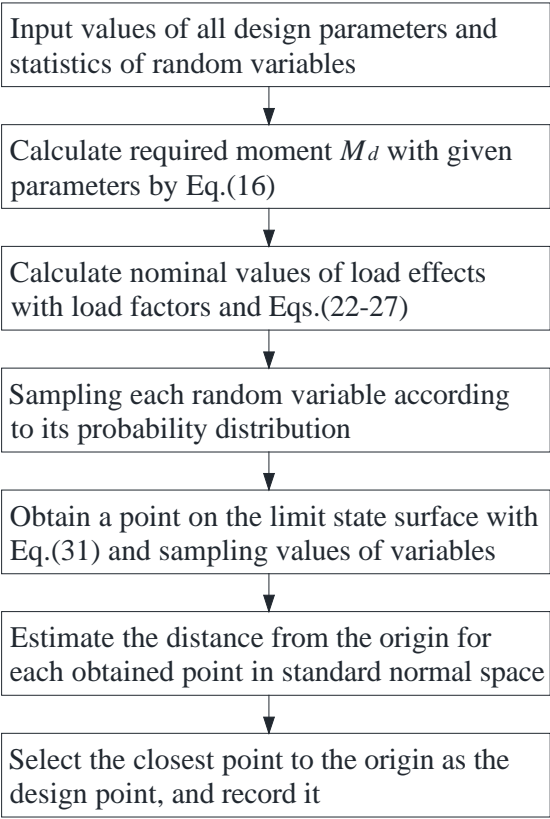 Input values of all design parameters and
statistics of random variables
Calculate required moment Md with given
parameters by Eq.(16)
Calculate nominal values of load effects
with load factors and Eqs.(22-27)
Sampling each random variable according
to its probability distribution
Obtain a point on the limit state surface with
Eq.(31) and sampling values of variables
Estimate the distance from the origin for
each obtained point in standard normal space
Select the closest point to the origin as the
design point, and record it